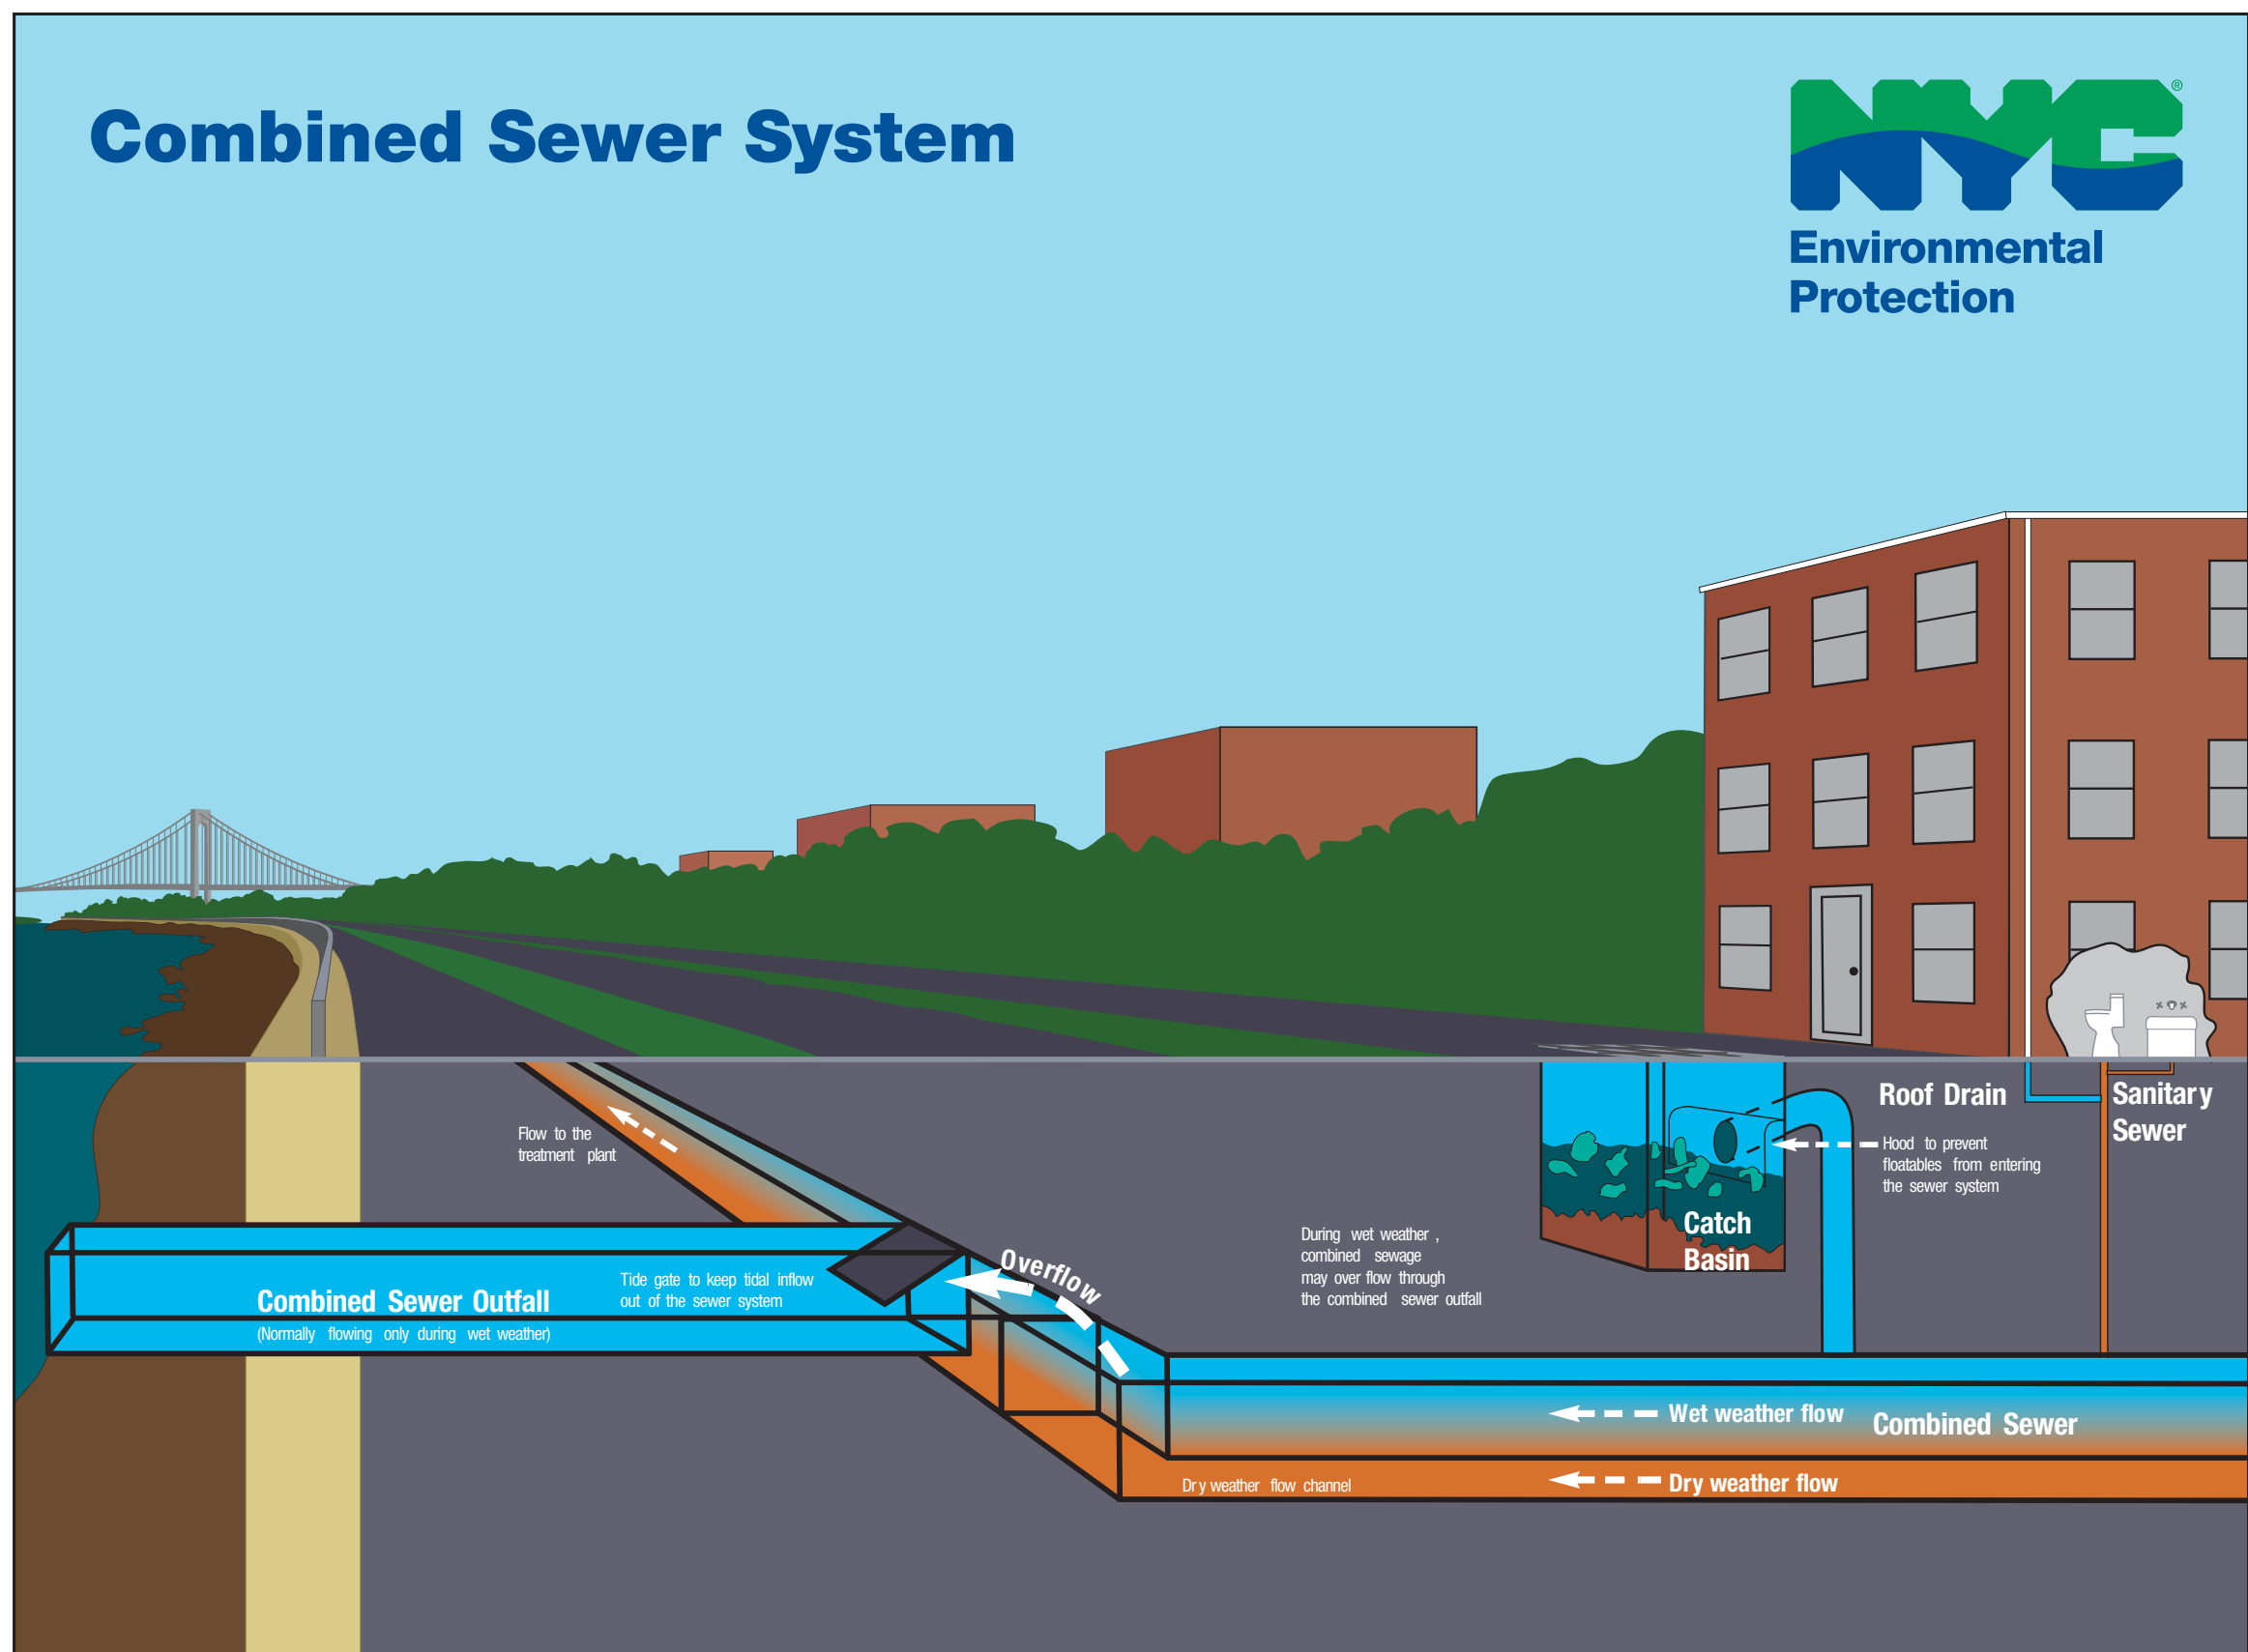 Combined Sewer System
NYC®
Environmental
Protection
Flow to the
treatment plant
Roof Drain
Sanitary
Sewer
Hood to prevent
floatables from entering
the sewer system
Catch
Basin
During wet weather ,
combined sewage
may over flow through
the combined sewer outfall
Overflow
Tide gate to keep tidal inflow
out of the sewer system
Combined Sewer Outfall
(Normally flowing only during wet weather)
Wet weather flow
Combined Sewer
Dry weather flow channel
Dry weather flow